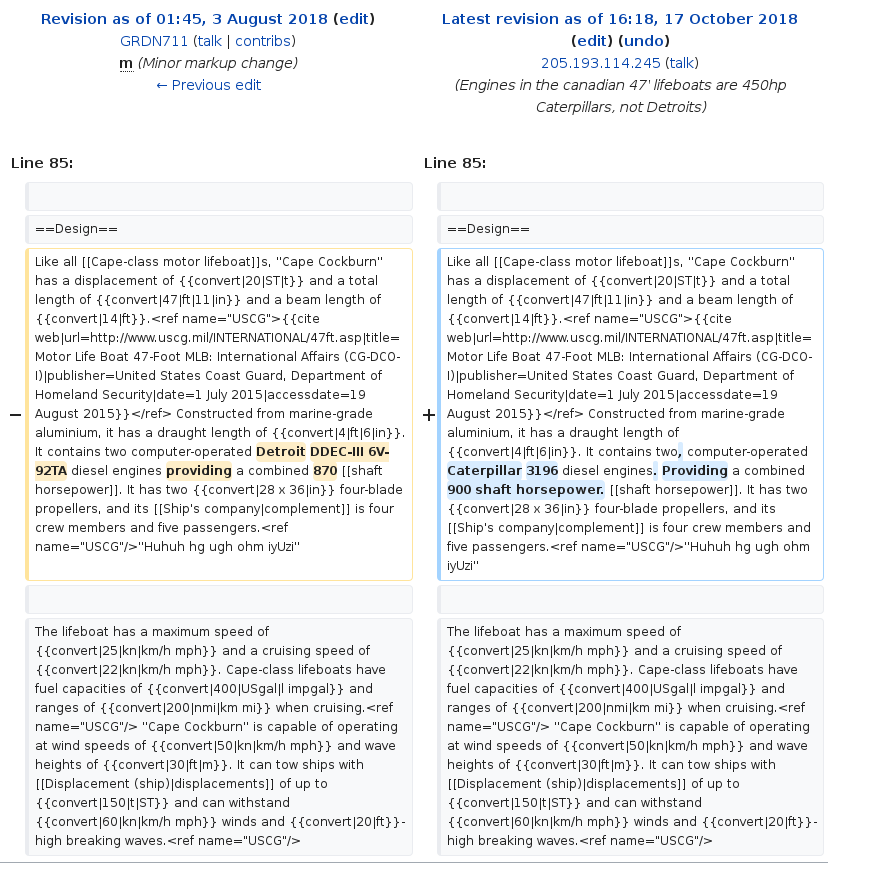 Revision as of 01:45, 3 August 2018 (edit)
GRDN711 (talk | contribs)
m (Minor markup change)
← Previous edit
Latest revision as of 16:18, 17 October 2018
(edit) (undo)
205.193.114.245 (talk)
(Engines in the canadian 47' lifeboats are 450hp
Caterpillars, not Detroits)
Line 85:
Line 85:
==Design==
==Design==
−
Like all [[Cape-class motor lifeboat]]s, ''Cape Cockburn''
has a displacement of {{convert|20|ST|t}} and a total
length of {{convert|47|ft|11|in}} and a beam length of
{{convert|14|ft}}.<ref name="USCG">{{cite
web|url=http://www.uscg.mil/INTERNATIONAL/47ft.asp|title=
Motor Life Boat 47-Foot MLB: International Affairs (CG-DCO-
I)|publisher=United States Coast Guard, Department of
Homeland Security|date=1 July 2015|accessdate=19
August 2015}}</ref> Constructed from marine-grade
aluminium, it has a draught length of {{convert|4|ft|6|in}}.
It contains two computer-operated Detroit DDEC-III 6V-
92TA diesel engines providing a combined 870 [[shaft
horsepower]]. It has two {{convert|28 x 36|in}} four-blade
propellers, and its [[Ship's company|complement]] is four
crew members and five passengers.<ref
name="USCG"/>''Huhuh hg ugh ohm iyUzi''
+
Like all [[Cape-class motor lifeboat]]s, ''Cape Cockburn''
has a displacement of {{convert|20|ST|t}} and a total
length of {{convert|47|ft|11|in}} and a beam length of
{{convert|14|ft}}.<ref name="USCG">{{cite
web|url=http://www.uscg.mil/INTERNATIONAL/47ft.asp|title=
Motor Life Boat 47-Foot MLB: International Affairs (CG-DCO-
I)|publisher=United States Coast Guard, Department of
Homeland Security|date=1 July 2015|accessdate=19
August 2015}}</ref> Constructed from marine-grade
aluminium, it has a draught length of
{{convert|4|ft|6|in}}. It contains two, computer-operated
Caterpillar 3196 diesel engines. Providing a combined
900 shaft horsepower. [[shaft horsepower]]. It has two
{{convert|28 x 36|in}} four-blade propellers, and its
[[Ship's company|complement]] is four crew members and
five passengers.<ref name="USCG"/>''Huhuh hg ugh ohm
iyUzi''
The lifeboat has a maximum speed of
{{convert|25|kn|km/h mph}} and a cruising speed of
{{convert|22|kn|km/h mph}}. Cape-class lifeboats have
fuel capacities of {{convert|400|USgal|l impgal}} and
ranges of {{convert|200|nmi|km mi}} when cruising.<ref
name="USCG"/> ''Cape Cockburn'' is capable of operating
at wind speeds of {{convert|50|kn|km/h mph}} and wave
heights of {{convert|30|ft|m}}. It can tow ships with
[[Displacement (ship)|displacements]] of up to
{{convert|150|t|ST}} and can withstand
{{convert|60|kn|km/h mph}} winds and {{convert|20|ft}}-
high breaking waves.<ref name="USCG"/>
The lifeboat has a maximum speed of
{{convert|25|kn|km/h mph}} and a cruising speed of
{{convert|22|kn|km/h mph}}. Cape-class lifeboats have
fuel capacities of {{convert|400|USgal|l impgal}} and
ranges of {{convert|200|nmi|km mi}} when cruising.<ref
name="USCG"/> ''Cape Cockburn'' is capable of operating
at wind speeds of {{convert|50|kn|km/h mph}} and wave
heights of {{convert|30|ft|m}}. It can tow ships with
[[Displacement (ship)|displacements]] of up to
{{convert|150|t|ST}} and can withstand
{{convert|60|kn|km/h mph}} winds and {{convert|20|ft}}-
high breaking waves.<ref name="USCG"/>